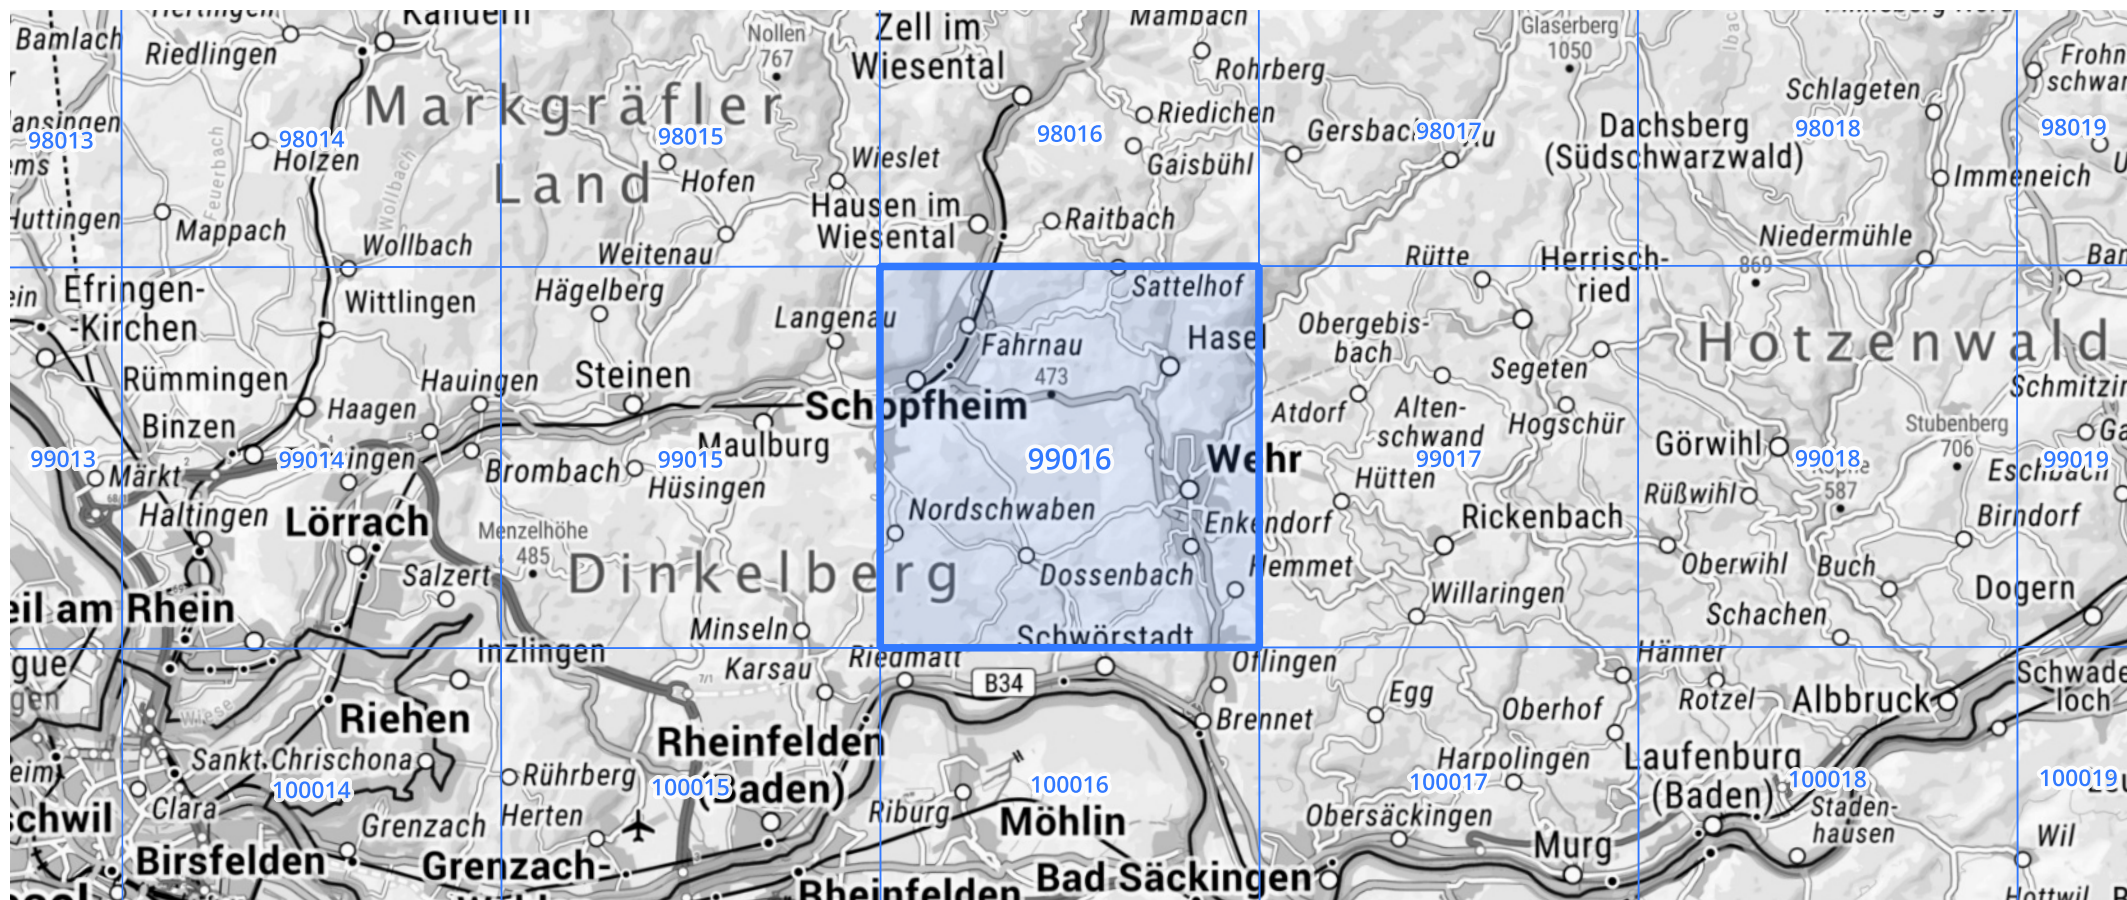 Kandern
Mambach
Bamlach
Riedlingen
Nollen
767
Zell im
Wiesental
Rohrberg
Glaserberg
1050
Schlageten
Markgräfler
Land
Riedichen
Gaisbühl
Gersbach
Dachsberg
(Südschwarzwald)
98013
98014
98015
98016
98017
98018
98019
Holzen
Feuerbach
Wollbach
Hofen
Wieslet
Immeneich
Huttingen
Mappach
Wollbach
Weitenau
Hausen im
Wiesental
Raitbach
Rütte
Herrisch-
ried
Niedermühle
869
Efringen-
-Kirchen
Wittlingen
Hägelberg
Langenau
Sattelhof
Hasel
Fahrnau
473
Obergebis-
bach
Segeten
Hotzenwald
Rümmingen
Binzen
Haagen
Hauingen
Steinen
Schopfheim
Maulburg
Atdorf
Alten-
schwand
Hogschür
Görwihl
Stubenberg
706
99013
99014
99015
99016
99017
99018
99019
Märkt
Brombach
Hüsingen
Wehr
Hütten
Rüßwihl
587
Eschbach
Haltingen
Lörrach
Menzelhöhe
485
Nordschwaben
Enkendorf
Rickenbach
Birndorf
Salzert
Dinkelberg
Dossenbach
Hemmet
Willaringen
Oberwihl
Buch
Dogern
eil am Rhein
Minseln
Schwörstadt
Schachen
Inzlingen
Karsau
Riedmatt
Öflingen
Hänner
Wiese
Riehen
7/1
B34
Brennet
Egg
Oberhof
Rotzel
Albbruck
Sankt Chrischona
Rheinfelden
(Baden)
Harpolingen
Laufenburg
(Baden)
100014
100015
100016
100017
100018
100019
Clara
Rührberg
Herten
Riburg
Möhlin
Obersäckingen
Murg
Staden-
hausen
Wil
Grenzach
Birsfelden
Grenzach-
Rheinfelden
Bad Säckingen
Hottwil